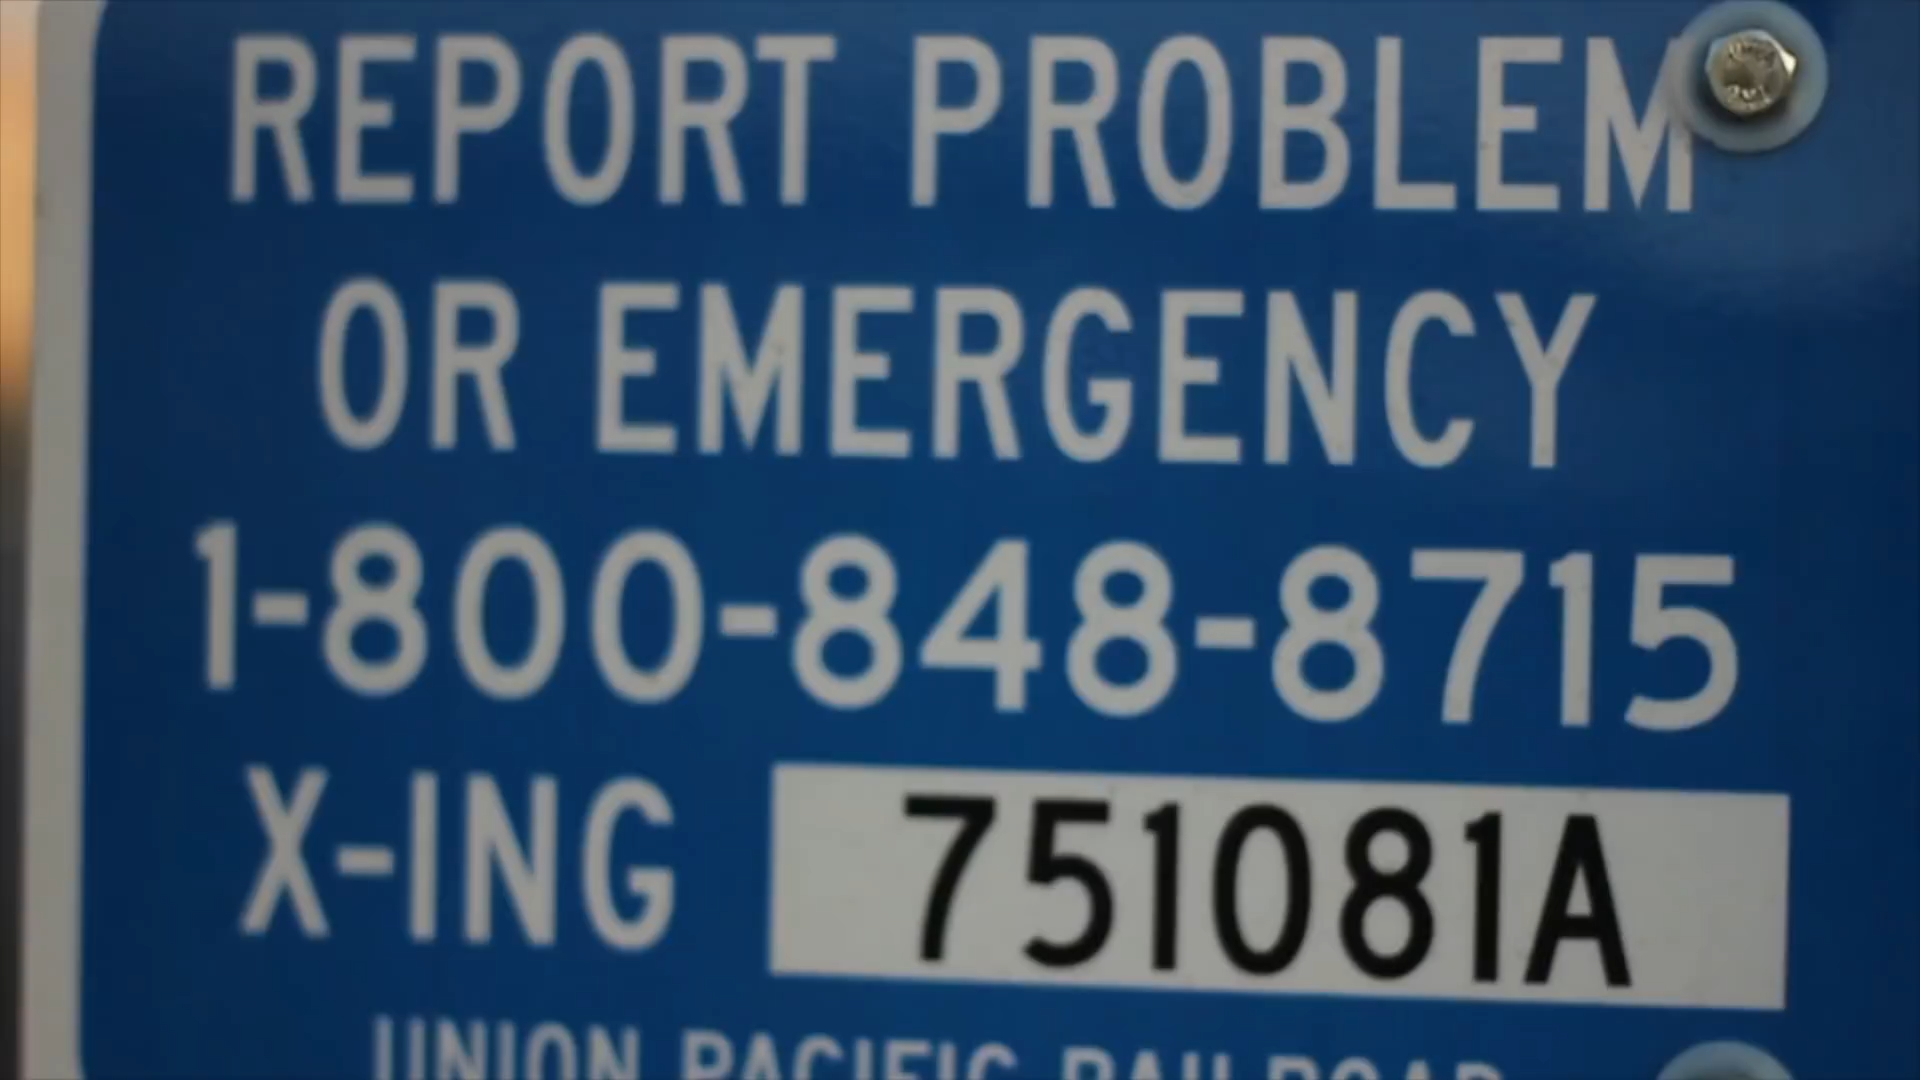 REPORT PROBLEM
OR EMERGENCY
1-800-848-8715
X-ING 751081A
UNION PACIFIC RAILROAD